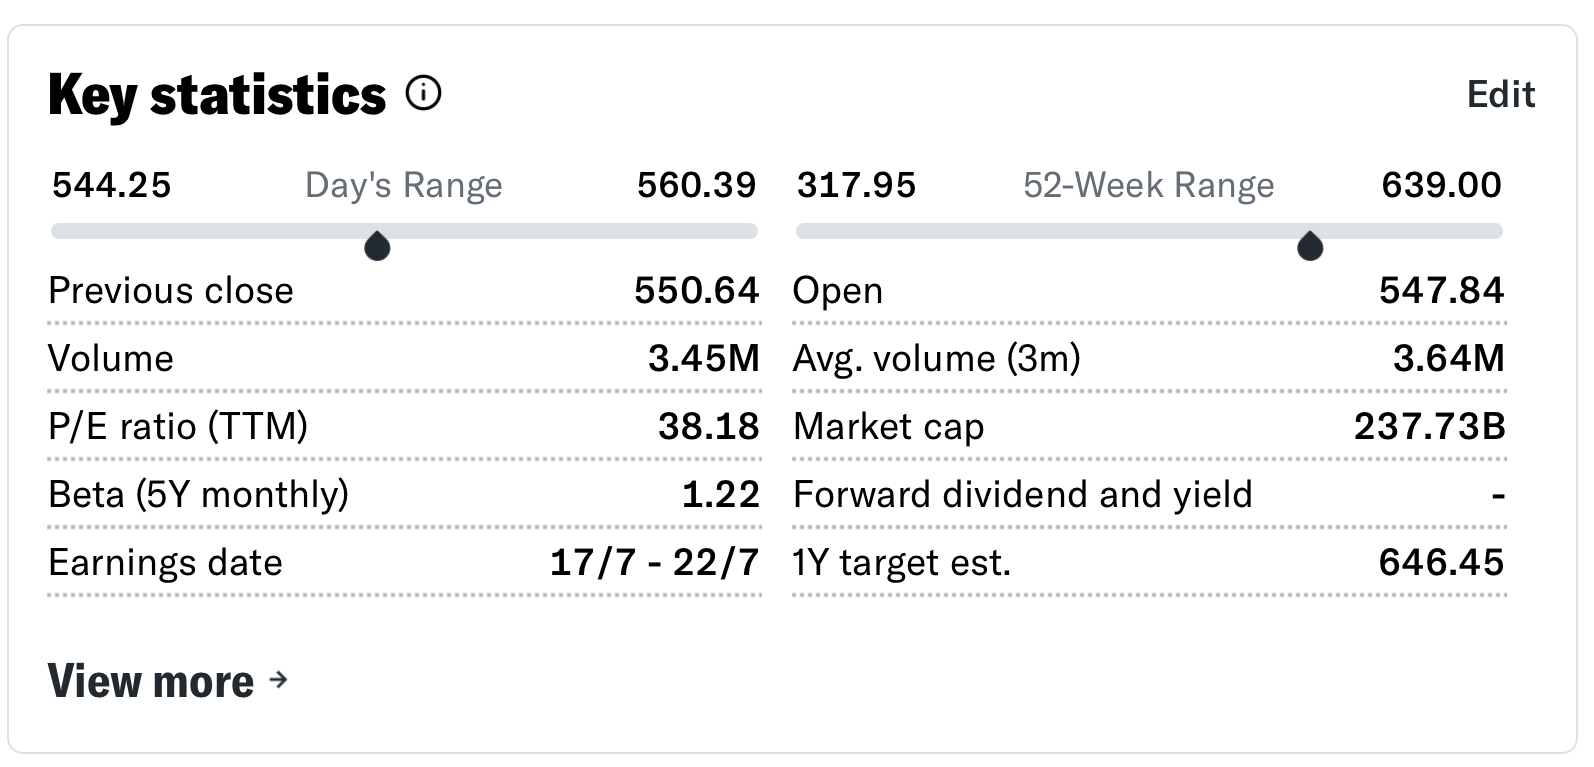 Key statistics
Edit
544.25 Day's Range 560.39
317.95 52-Week Range 639.00
Previous close 550.64
Open 547.84
Volume 3.45M
Avg. volume (3m) 3.64M
P/E ratio (TTM) 38.18
Market cap 237.73B
Beta (5Y monthly) 1.22
Forward dividend and yield -
Earnings date 17/7 - 22/7
1Y target est. 646.45
View more →